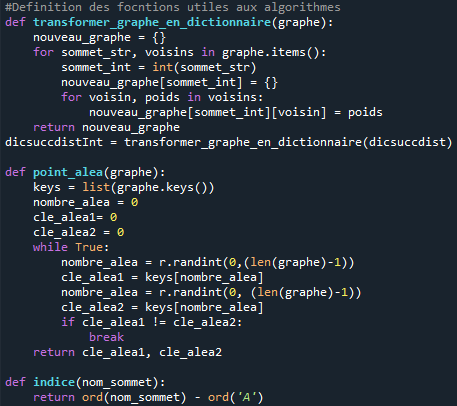 #Definition des focntions utiles aux algorithmes
def transformer_graphe_en_dictionnaire(graphe):
    nouveau_graphe = {}
    for sommet_str, voisins in graphe.items():
        sommet_int = int(sommet_str)
        nouveau_graphe[sommet_int] = {}
        for voisin, poids in voisins:
            nouveau_graphe[sommet_int][voisin] = poids
    return nouveau_graphe
dicsuccdistInt = transformer_graphe_en_dictionnaire(dicsuccdist)

def point_alea(graphe):
    keys = list(graphe.keys())
    nombre_alea = 0
    cle_alea1= 0
    cle_alea2 = 0
    while True:
        nombre_alea = r.randint(0,(len(graphe)-1))
        cle_alea1 = keys[nombre_alea]
        nombre_alea = r.randint(0, (len(graphe)-1))
        cle_alea2 = keys[nombre_alea]
        if cle_alea1 != cle_alea2:
            break
    return cle_alea1, cle_alea2

def indice(nom_sommet):
    return ord(nom_sommet) - ord('A')